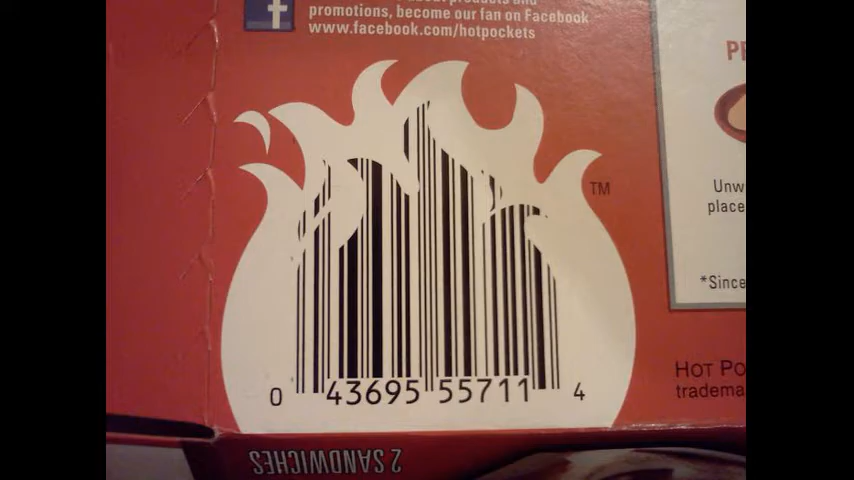 promotions, become our fan on Facebook
www.facebook.com/hotpockets
TM
Unw
place
*Since
HOT PO
tradema
0 43695 55711 4
2 SANDWICHES